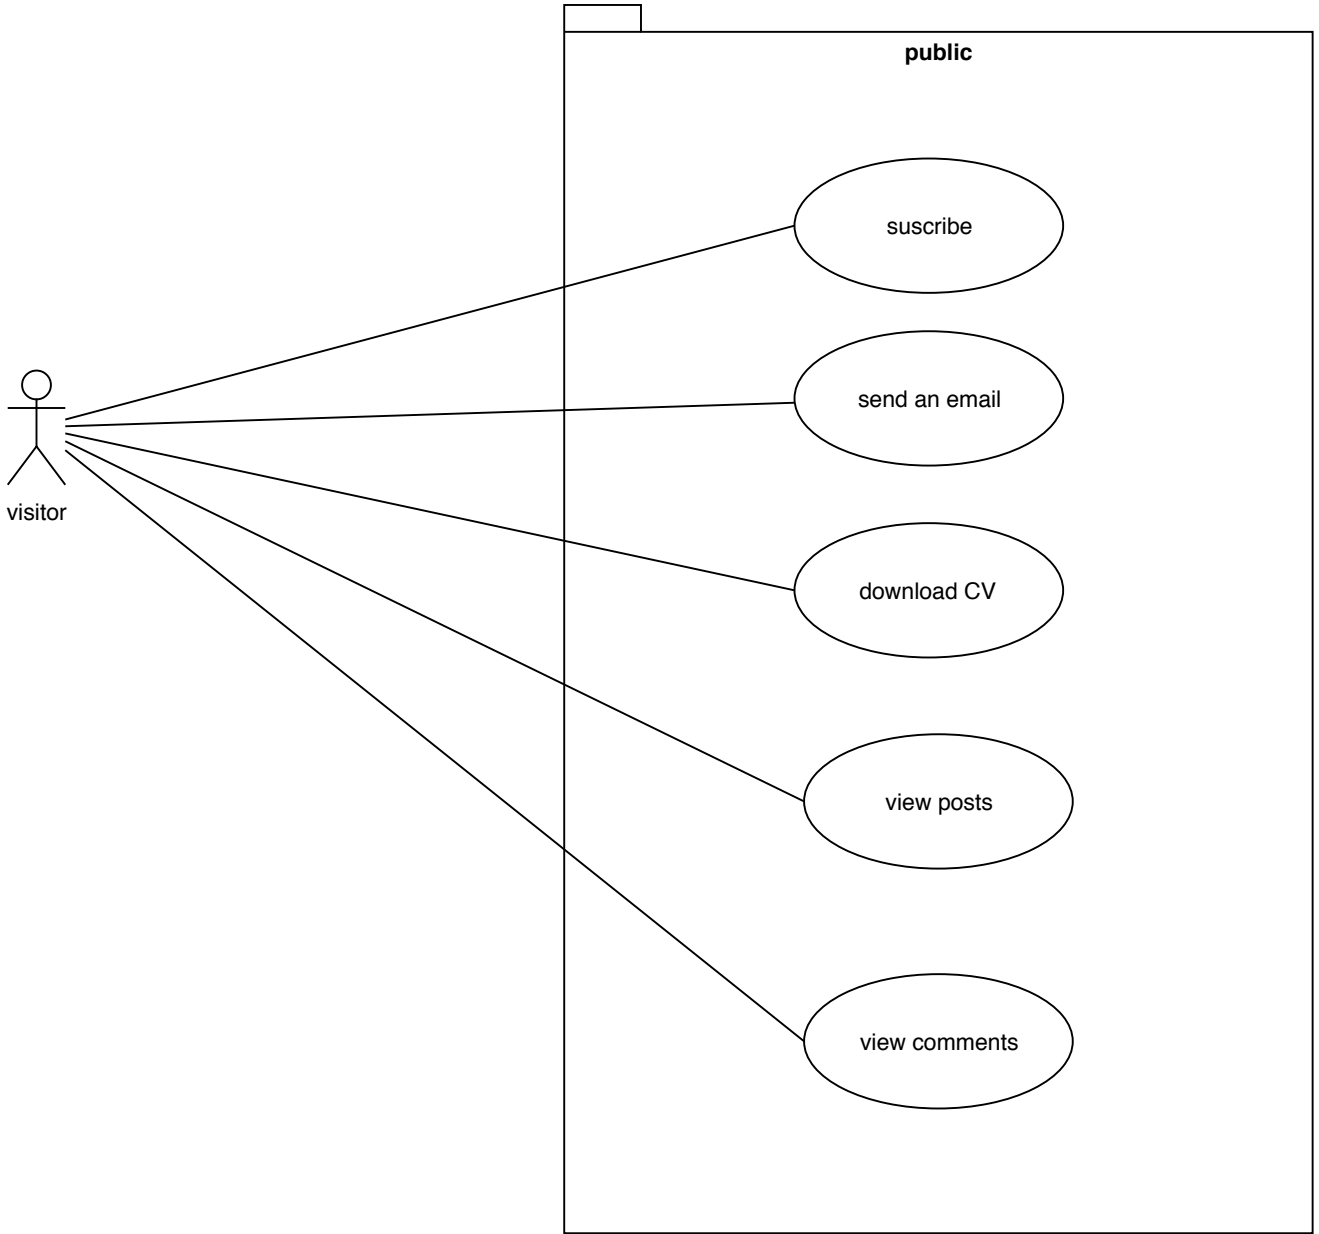 public
suscribe
send an email
visitor
download CV
view posts
view comments